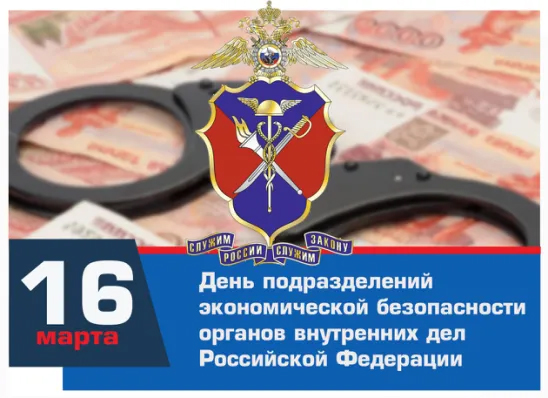 СЛУЖИМ РОССИИ СЛУЖИМ ЗАКОНУ
16
марта
День подразделений
экономической безопасности
органов внутренних дел
Российской Федерации